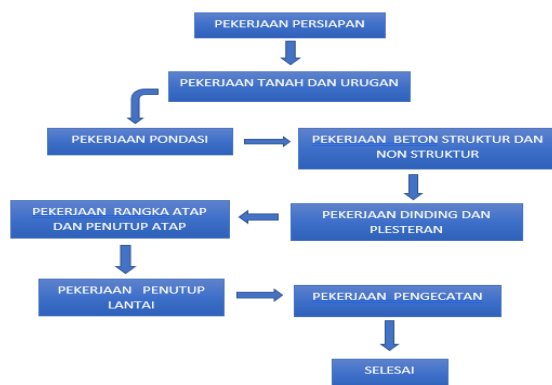 PEKERJAAN PERSIAPAN
PEKERJAAN TANAH DAN URUGAN
PEKERJAAN PONDASI
PEKERJAAN BETON STRUKTUR DAN
NON STRUKTUR
PEKERJAAN DINDING DAN
PLESTERAN
PEKERJAAN RANGKA ATAP
DAN PENUTUP ATAP
PEKERJAAN PENUTUP
LANTAI
PEKERJAAN PENGECATAN
SELESAI